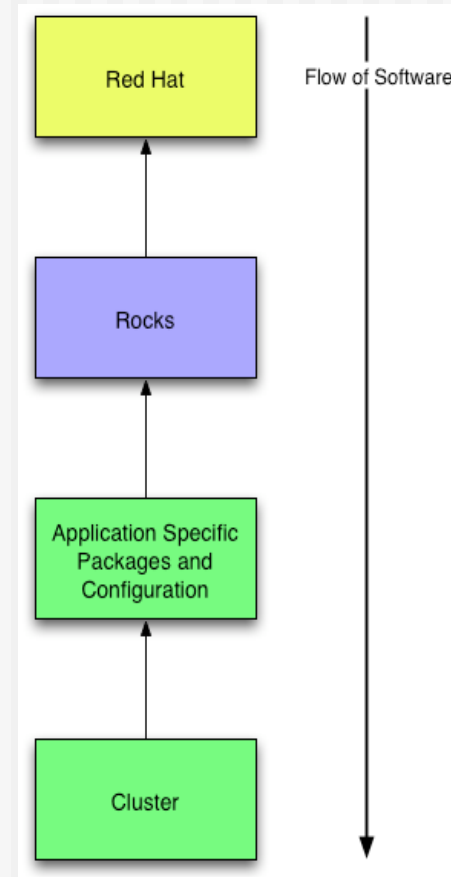 Red Hat
Flow of Software
Rocks
Application Specific
Packages and
Configuration
Cluster